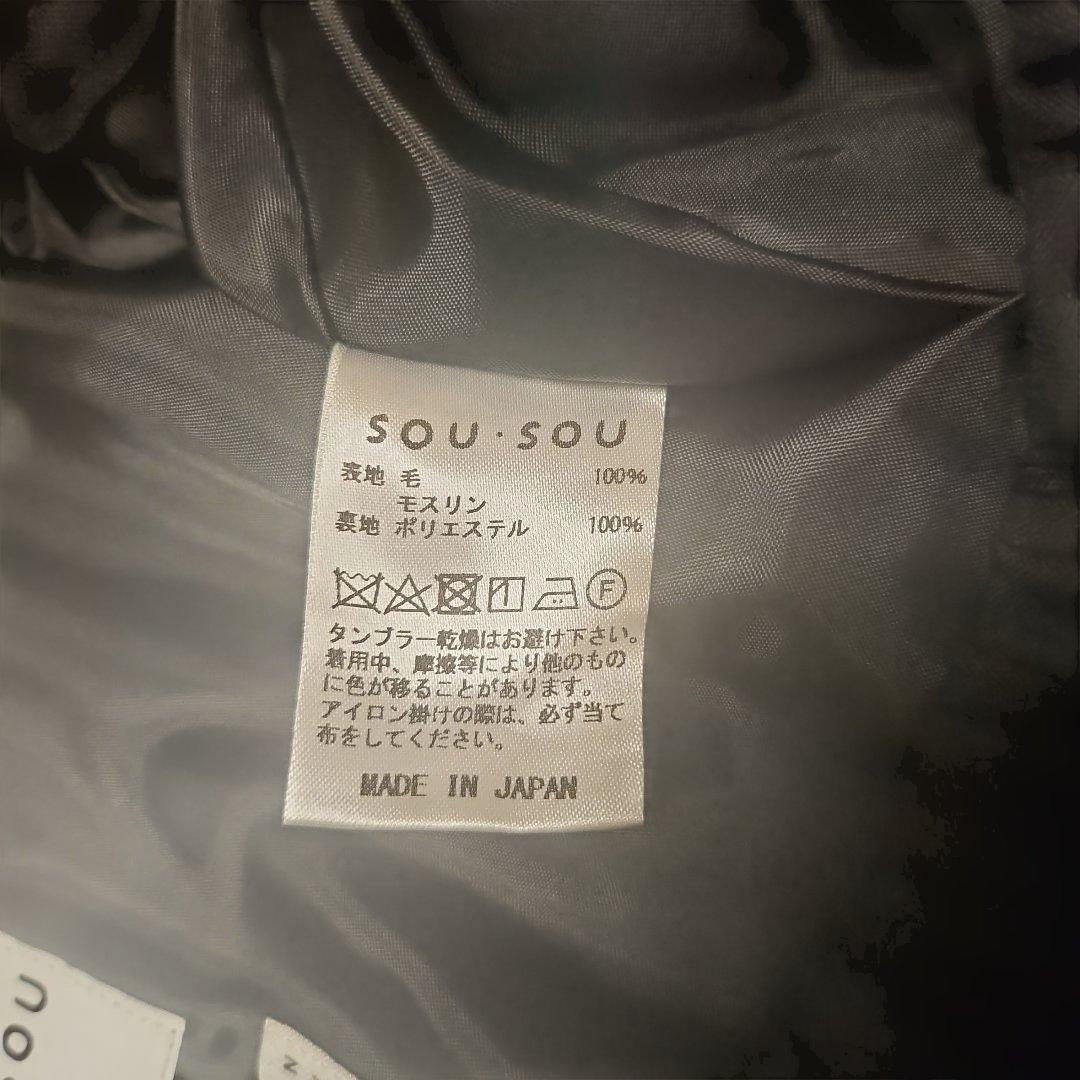 SOU・SOU
表地 毛 100%
モスリン
裏地 ポリエステル 100%
F
タンブラー乾燥はお避け下さい。
着用中、摩擦等により他のもの
に色が移ることがあります。
アイロン掛けの際は、必ず当て
布をしてください。
MADE IN JAPAN
OU